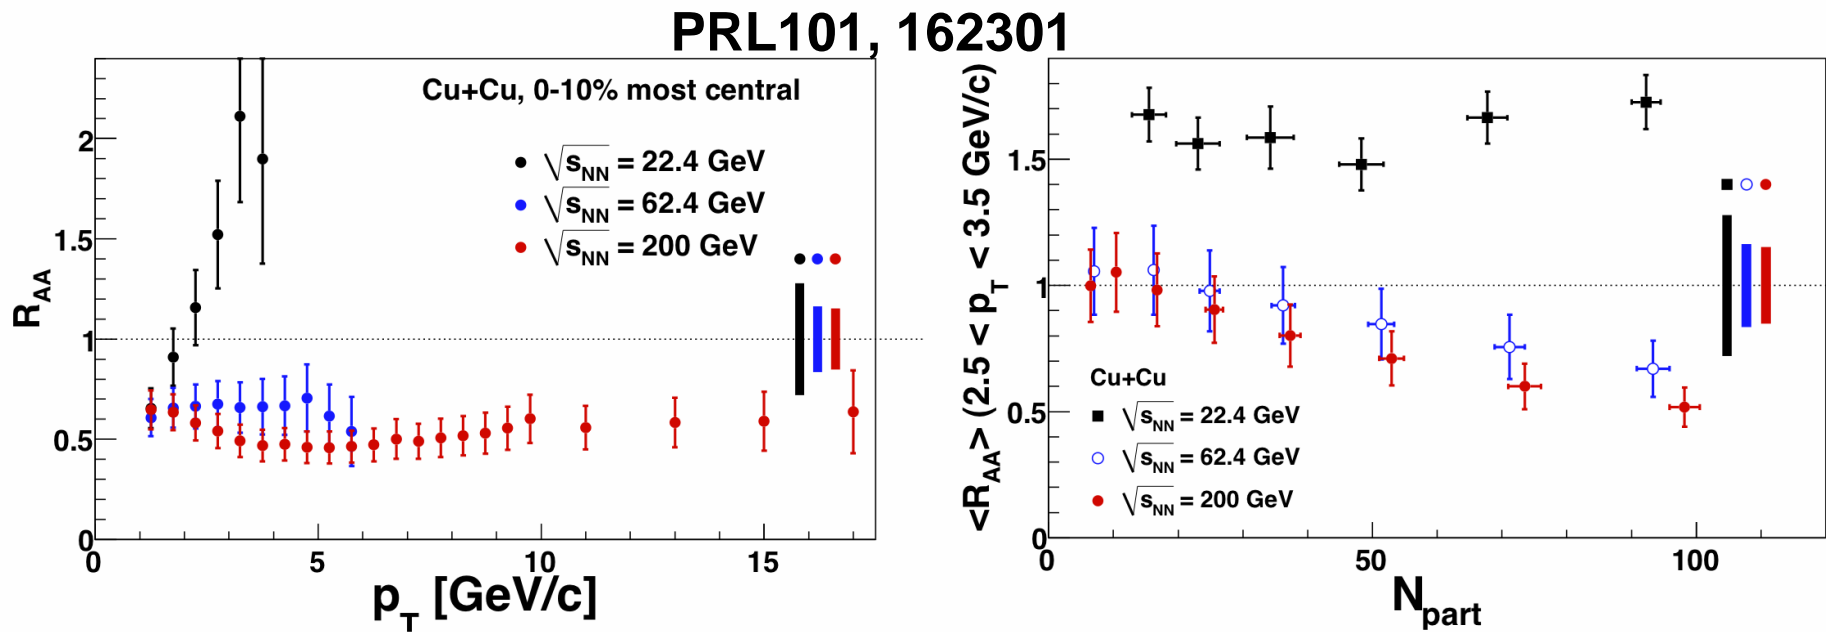 PRL101, 162301
Cu+Cu, 0-10% most central
√sNN = 22.4 GeV
√sNN = 62.4 GeV
√sNN = 200 GeV
RAA
2
1.5
1
0.5
0
0 5 10 15
pT [GeV/c]
<RAA> (2.5 < pT < 3.5 GeV/c)
1.5
1
0.5
0
Cu+Cu
√sNN = 22.4 GeV
√sNN = 62.4 GeV
√sNN = 200 GeV
0 50 100
Npart